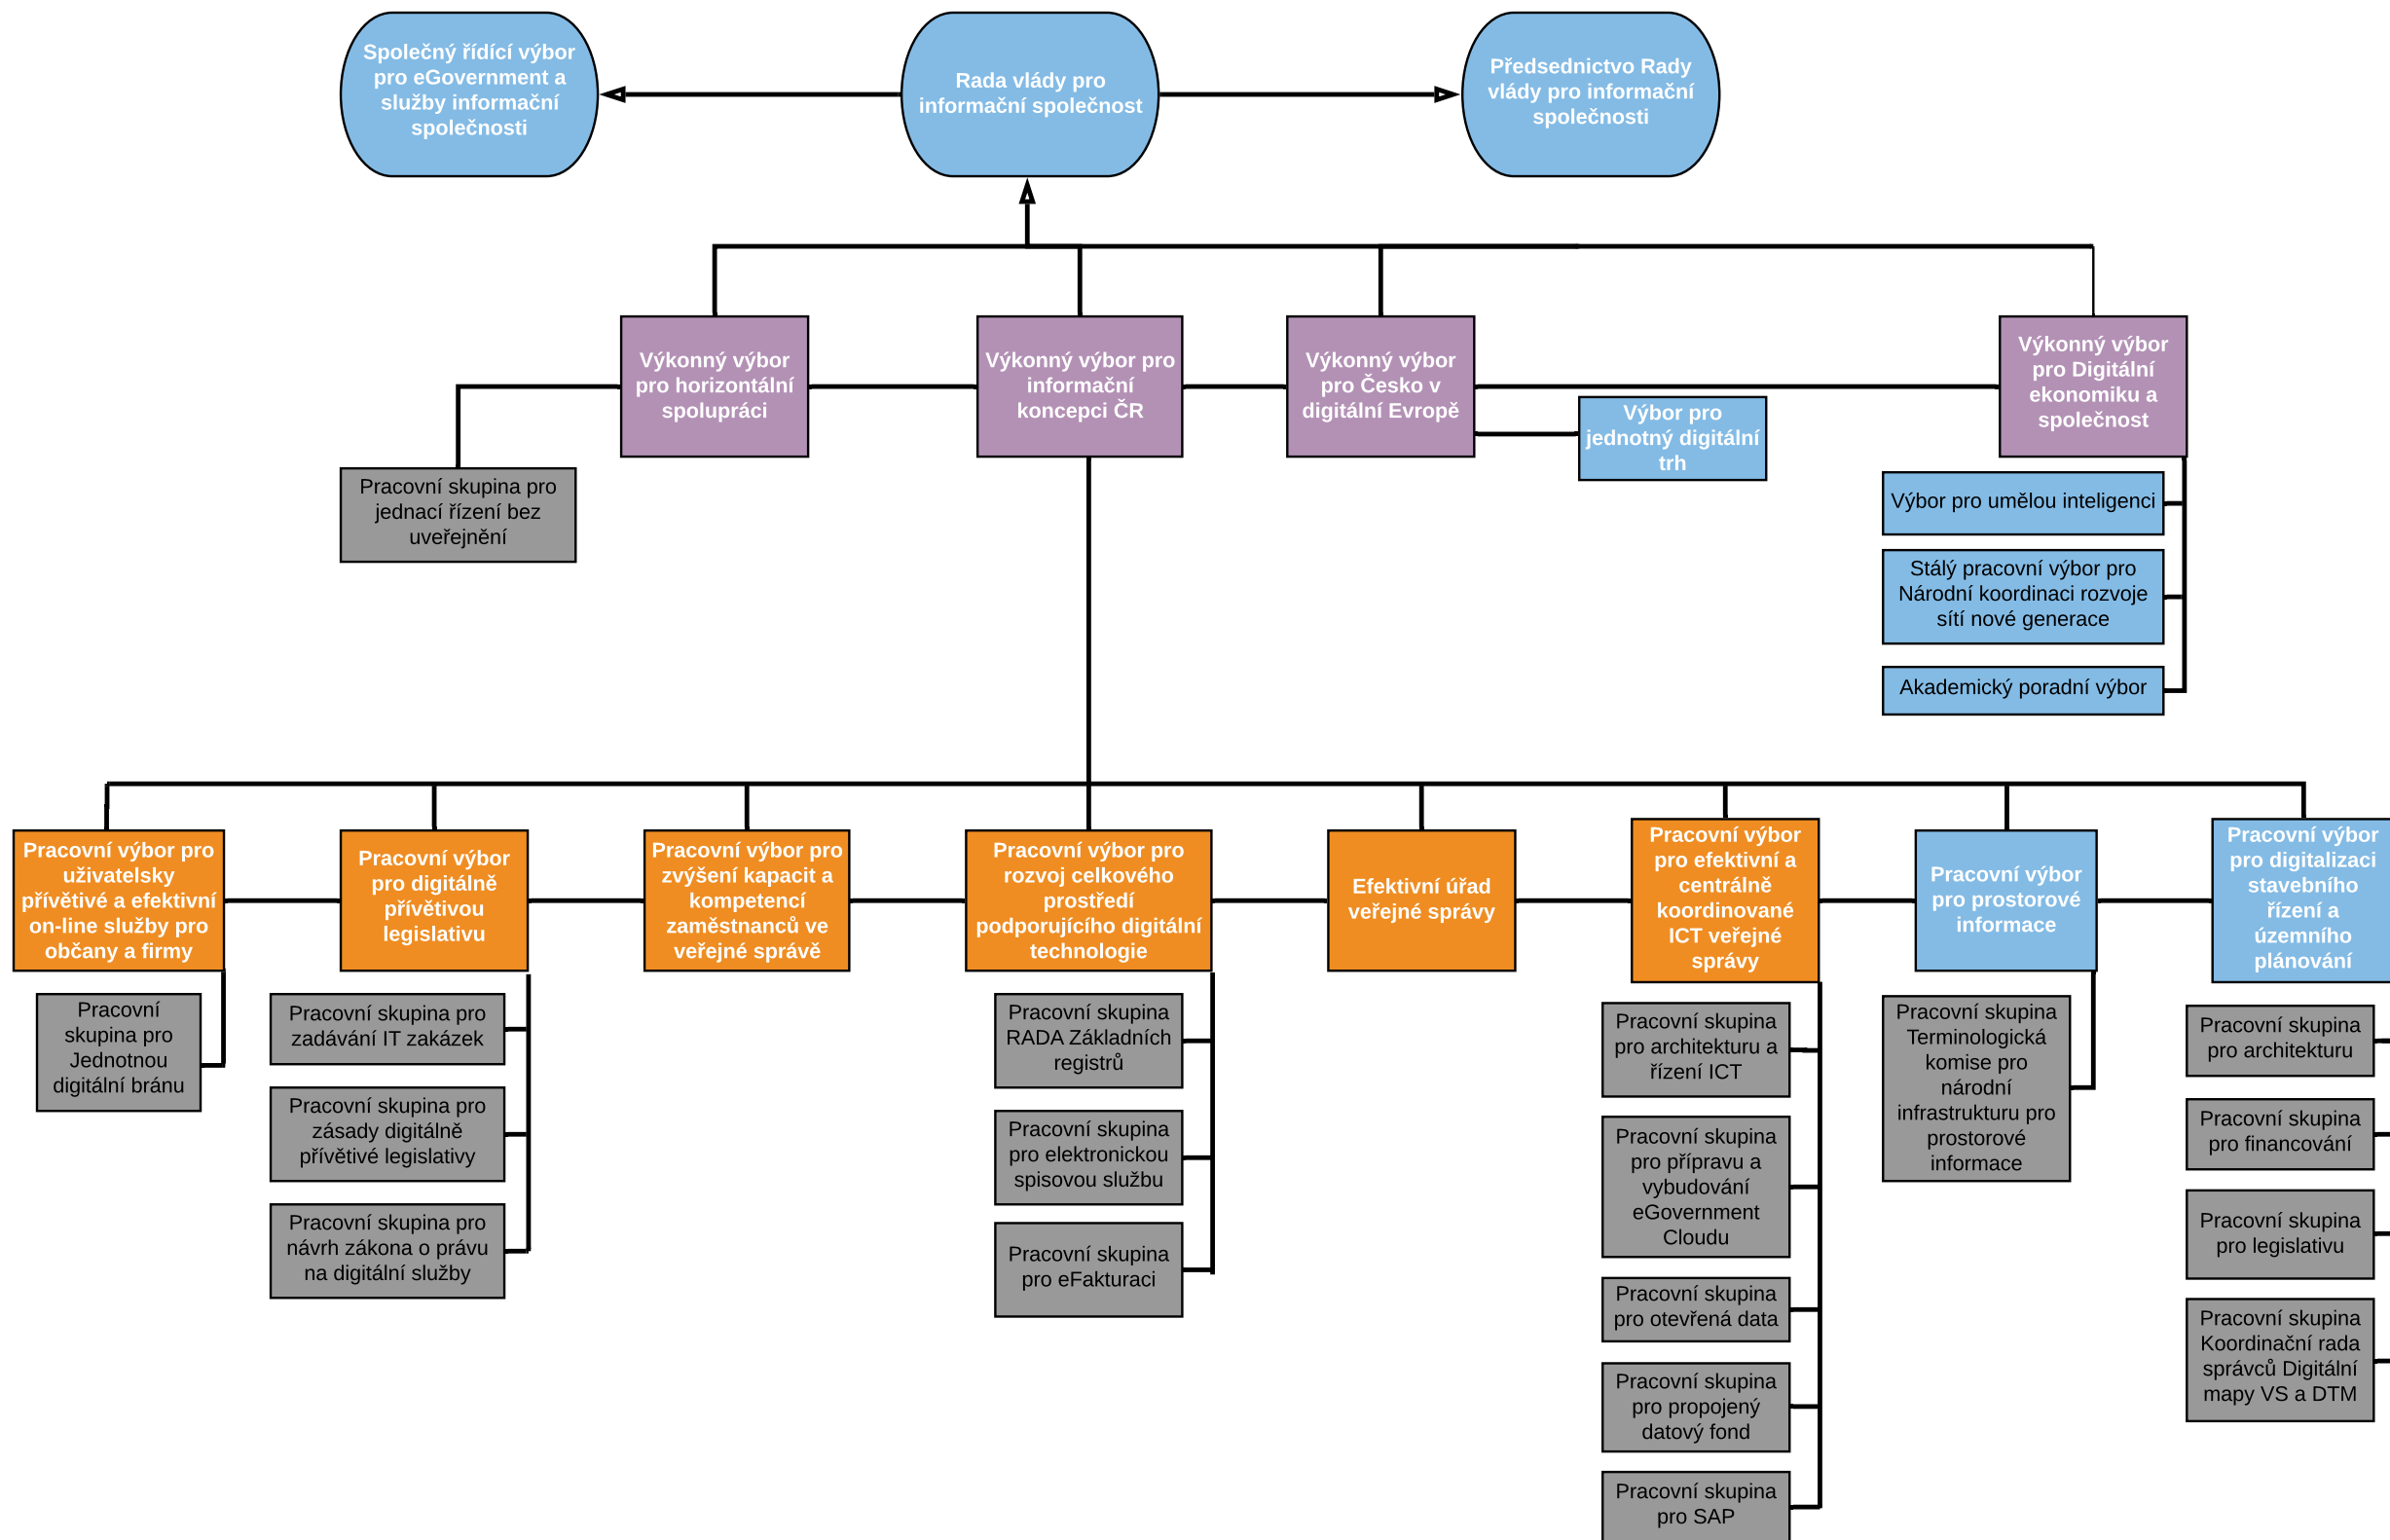 Společný řídící výbor
pro eGovernment a
služby informační
společnosti
Rada vlády pro
informační společnost
Předsednictvo Rady
vlády pro informační
společnosti
Výkonný výbor
pro horizontální
spolupráci
Výkonný výbor pro
informační
koncepci ČR
Výkonný výbor
pro Česko v
digitální Evropě
Výkonný výbor
pro Digitální
ekonomiku a
společnost
Výbor pro
jednotný digitální
trh
Pracovní skupina pro
jednací řízení bez
uveřejnění
Výbor pro umělou inteligenci
Stálý pracovní výbor pro
Národní koordinaci rozvoje
sítí nové generace
Akademický poradní výbor
Pracovní výbor pro
uživatelsky
přívětivé a efektivní
on-line služby pro
občany a firmy
Pracovní výbor
pro digitálně
přívětivou
legislativu
Pracovní výbor pro
zvýšení kapacit a
kompetencí
zaměstnanců ve
veřejné správě
Pracovní výbor pro
rozvoj celkového
prostředí
podporujícího digitální
technologie
Efektivní úřad
veřejné správy
Pracovní výbor
pro efektivní a
centrálně
koordinované
ICT veřejné
správy
Pracovní výbor
pro prostorové
informace
Pracovní výbor
pro digitalizaci
stavebního
řízení a
územního
plánování
Pracovní
skupina pro
Jednotnou
digitální bránu
Pracovní skupina pro
zadávání IT zakázek
Pracovní skupina pro
zásady digitálně
přívětivé legislativy
Pracovní skupina pro
návrh zákona o právu
na digitální služby
Pracovní skupina
RADA Základních
registrů
Pracovní skupina
pro elektronickou
spisovou službu
Pracovní skupina
pro eFakturaci
Pracovní skupina
pro architekturu a
řízení ICT
Pracovní skupina
pro přípravu a
vybudování
eGovernment
Cloudu
Pracovní skupina
pro otevřená data
Pracovní skupina
pro propojený
datový fond
Pracovní skupina
pro SAP
Pracovní skupina
Terminologická
komise pro
národní
infrastrukturu pro
prostorové
informace
Pracovní skupina
pro architekturu
Pracovní skupina
pro financování
Pracovní skupina
pro legislativu
Pracovní skupina
Koordinační rada
správců Digitální
mapy VS a DTM